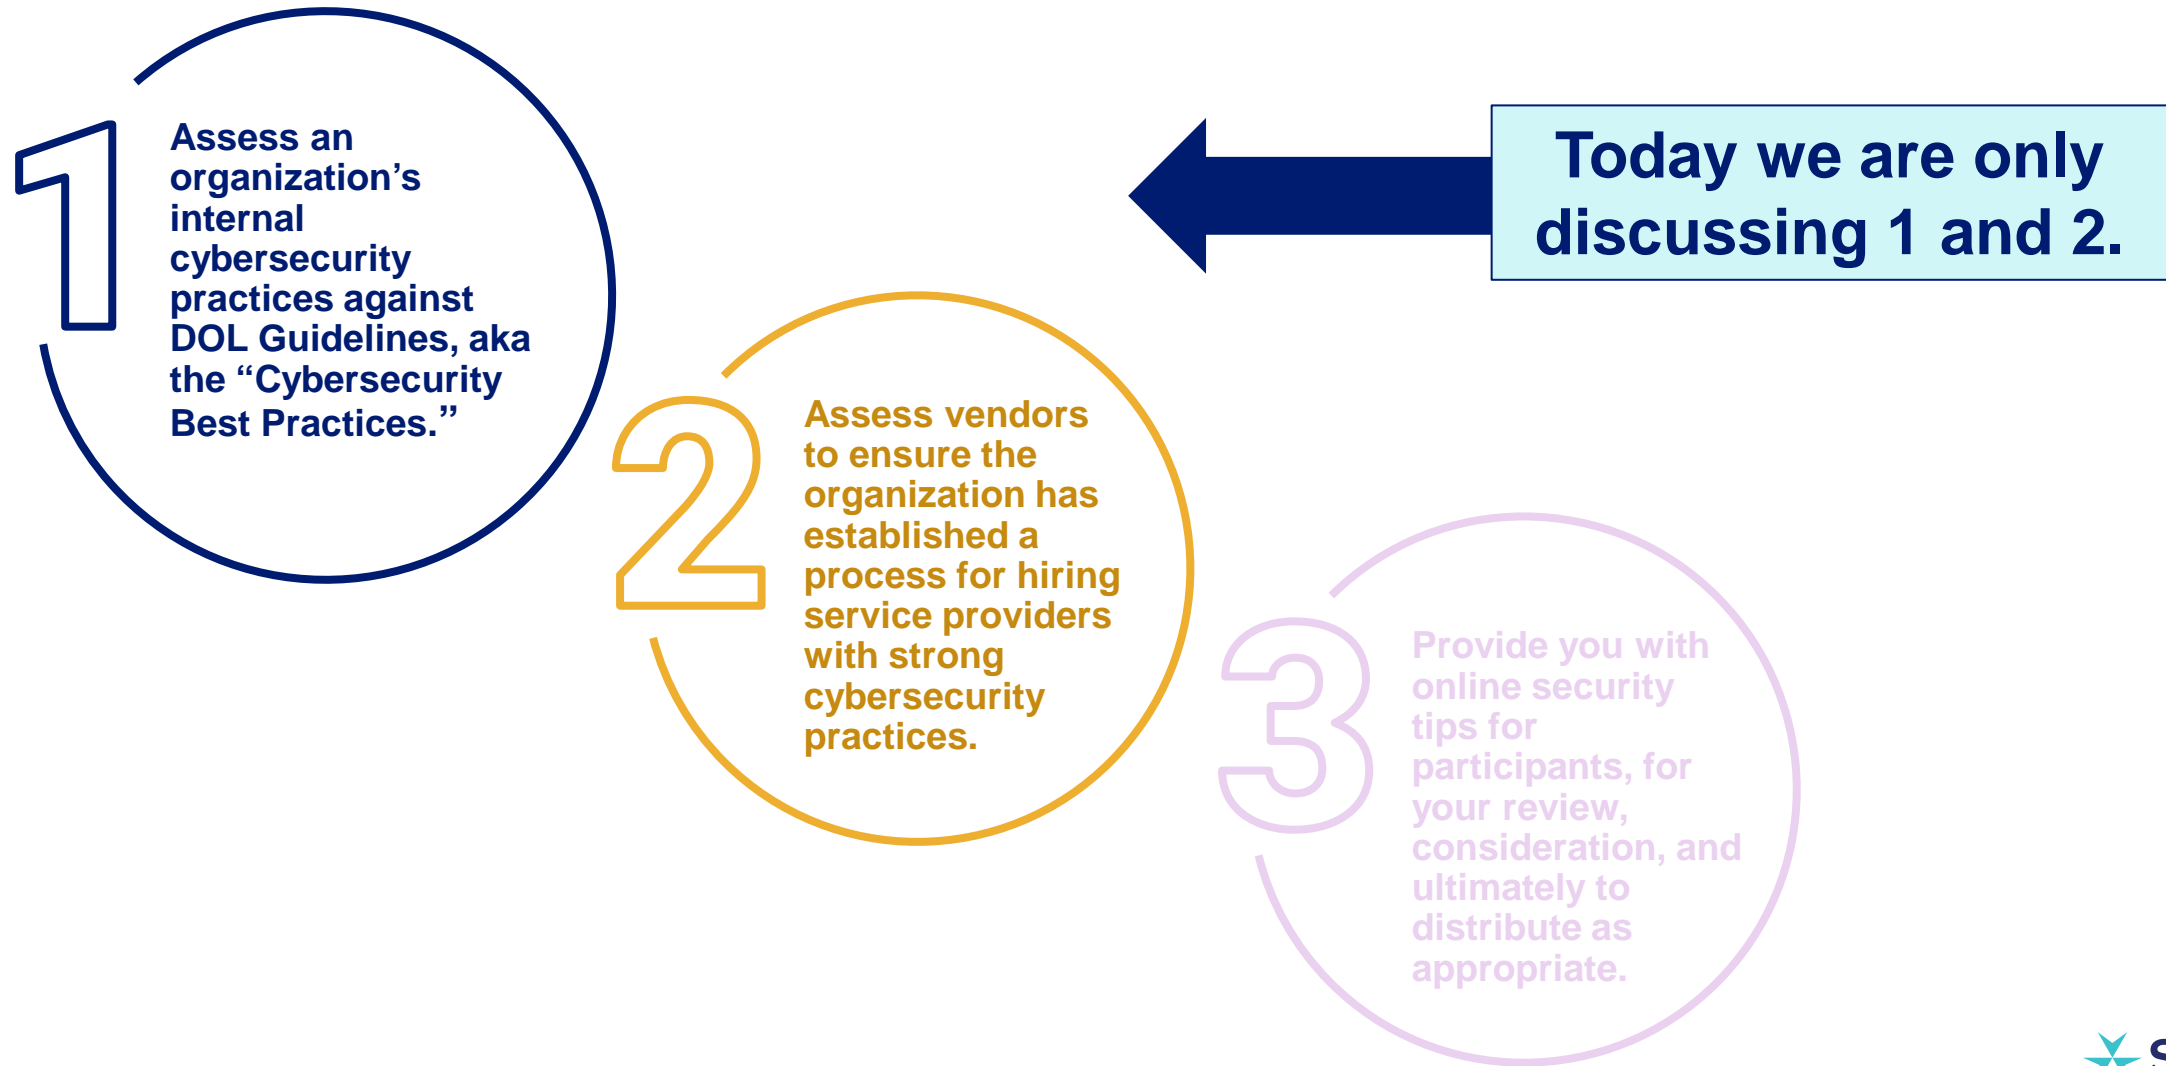 1
Assess an
organization’s
internal
cybersecurity
practices against
DOL Guidelines, aka
the “Cybersecurity
Best Practices.”
Today we are only
discussing 1 and 2.
2
Assess vendors
to ensure the
organization has
established a
process for hiring
service providers
with strong
cybersecurity
practices.
3
Provide you with
online security
tips for
participants, for
your review,
consideration, and
ultimately to
distribute as
appropriate.